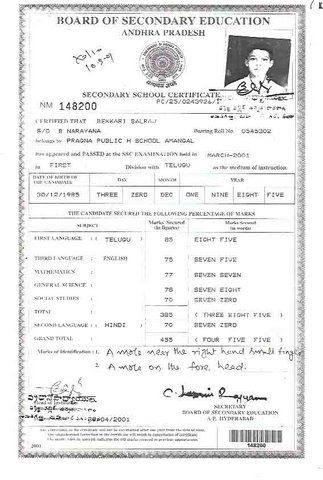 BOARD OF SECONDARY EDUCATION
ANDHRA PRADESH
SECONDARY SCHOOL CERTIFICATE
PC/25/0243926/
NM 148200
CERTIFIED THAT BEKKARI BALRAJ
S/O B NARAYANA Bearing Roll No 0545302
belongs to PRAGNA PUBLIC H SCHOOL AMANGAL
has appeared and PASSED at the SSC EXAMINATION held in MARCH-2001
in FIRST Division with TELUGU as the medium of instruction.
DATE OF BIRTH OF THE CANDIDATE DAY MONTH YEAR
30/12/1985 THREE ZERO DEC ONE NINE EIGHT FIVE
THE CANDIDATE SECURED THE FOLLOWING PERCENTAGE OF MARKS
SUBJECT Marks Secured (in figures) Marks Secured (in words)
FIRST LANGUAGE ( TELUGU ) 85 EIGHT FIVE
THIRD LANGUAGE ENGLISH 75 SEVEN FIVE
MATHEMATICS 77 SEVEN SEVEN
GENERAL SCIENCE 78 SEVEN EIGHT
SOCIAL STUDIES 70 SEVEN ZERO
TOTAL 385 ( THREE EIGHT FIVE )
SECOND LANGUAGE ( HINDI ) 70 SEVEN ZERO
GRAND TOTAL 455 ( FOUR FIVE FIVE )
Marks of Identification : 1. A mole near the right hand small finger
2. A mole on the fore head.
SECRETARY
BOARD OF SECONDARY EDUCATION
A.P. HYDERABAD
/04/2001
2001
148200